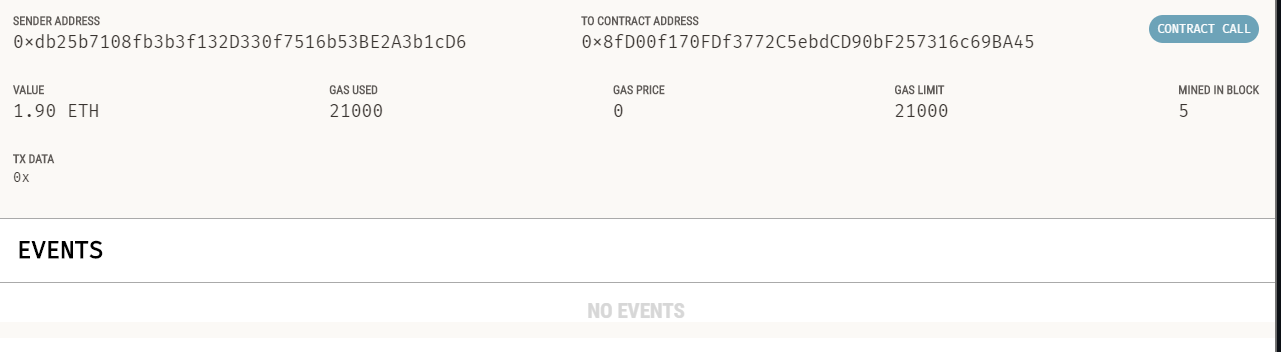 SENDER ADDRESS TO CONTRACT ADDRESS
0×db25b7108fb3b3f132D330f7516b53BE2A3b1cD6 0×8fD00f170FDf3772C5ebdCD90bF257316c69BA45 CONTRACT CALL
VALUE GAS USED GAS PRICE GAS LIMIT MINED IN BLOCK
1.90 ETH 21000 0 21000 5
TX DATA
0x
EVENTS
NO EVENTS